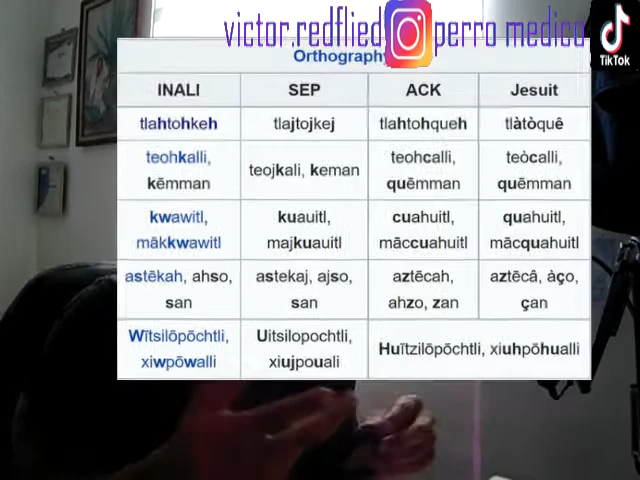 victor.redflied perro medico
TikTok
Orthography
INALI SEP ACK Jesuit
tlahtohkeh tlajtojkej tlahtohqueh tlàtòquê
teohkalli, kēmman teojkali, keman teohcalli, quēmman teòcalli, quēmman
kwawitl, mākkwawitl kuauitl, majkuauitl cuahuitl, māccuahuitl quahuitl, mācquahuitl
astēkah, ahso, san astekaj, ajso, san aztēcah, ahzo, zan aztēcâ, àço, çan
Wītsilōpōchtli, xiwpōwalli Uitsilopochtli, xiujpouali Huītzilōpōchtli, xiuhpōhualli